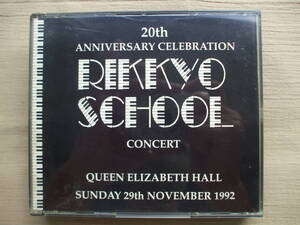 20th
ANNIVERSARY CELEBRATION
RIKKYO
SCHOOL
CONCERT
QUEEN ELIZABETH HALL
SUNDAY 29th NOVEMBER 1992